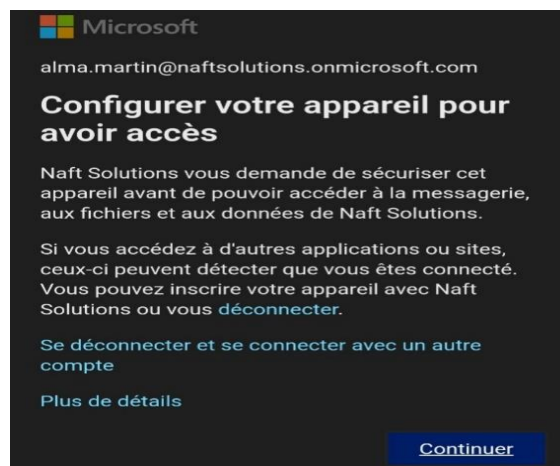 Microsoft
alma.martin@naftsolutions.onmicrosoft.com
Configurer votre appareil pour
avoir accès
Naft Solutions vous demande de sécuriser cet
appareil avant de pouvoir accéder à la messagerie,
aux fichiers et aux données de Naft Solutions.
Si vous accédez à d'autres applications ou sites,
ceux-ci peuvent détecter que vous êtes connecté.
Vous pouvez inscrire votre appareil avec Naft
Solutions ou vous déconnecter.
Se déconnecter et se connecter avec un autre
compte
Plus de détails
Continuer